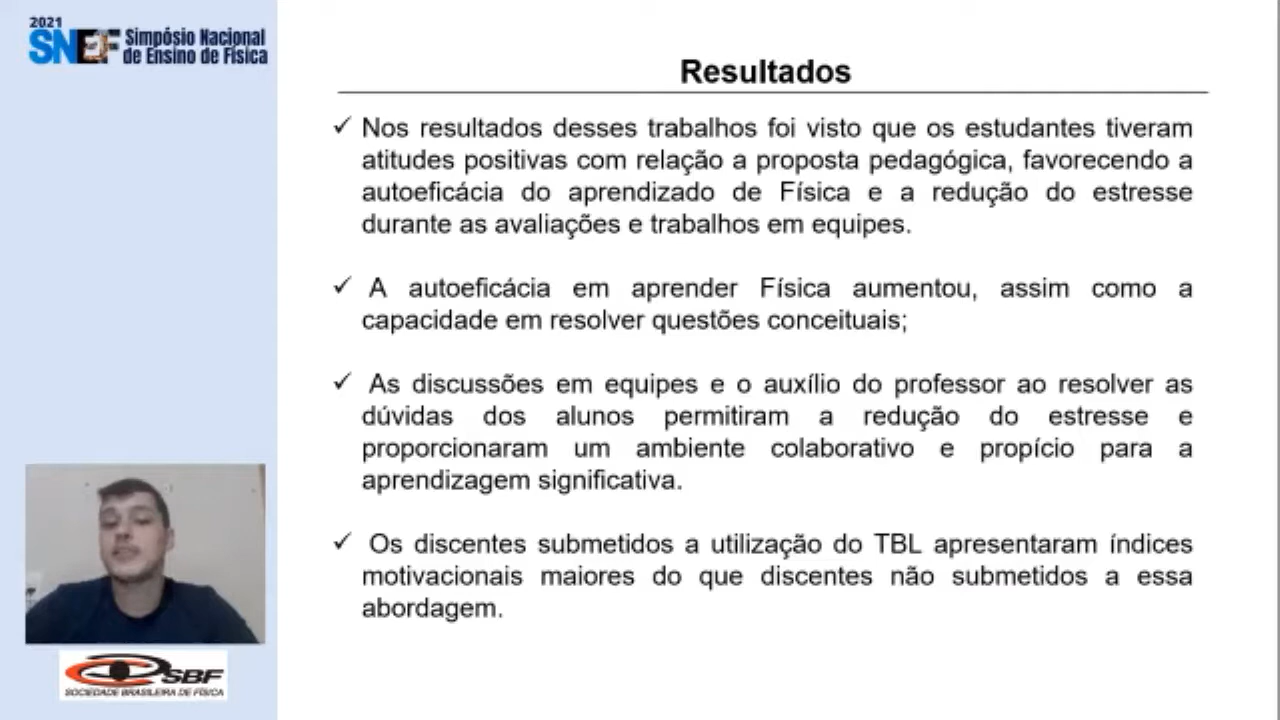 2021
SNEF Simpósio Nacional
de Ensino de Física
Resultados
✓ Nos resultados desses trabalhos foi visto que os estudantes tiveram
atitudes positivas com relação a proposta pedagógica, favorecendo a
autoeficácia do aprendizado de Física e a redução do estresse
durante as avaliações e trabalhos em equipes.
✓ A autoeficácia em aprender Física aumentou, assim como a
capacidade em resolver questões conceituais;
✓ As discussões em equipes e o auxílio do professor ao resolver as
dúvidas dos alunos permitiram a redução do estresse e
proporcionaram um ambiente colaborativo e propício para a
aprendizagem significativa.
✓ Os discentes submetidos a utilização do TBL apresentaram índices
motivacionais maiores do que discentes não submetidos a essa
abordagem.
SBF
SOCIEDADE BRASILEIRA DE FÍSICA